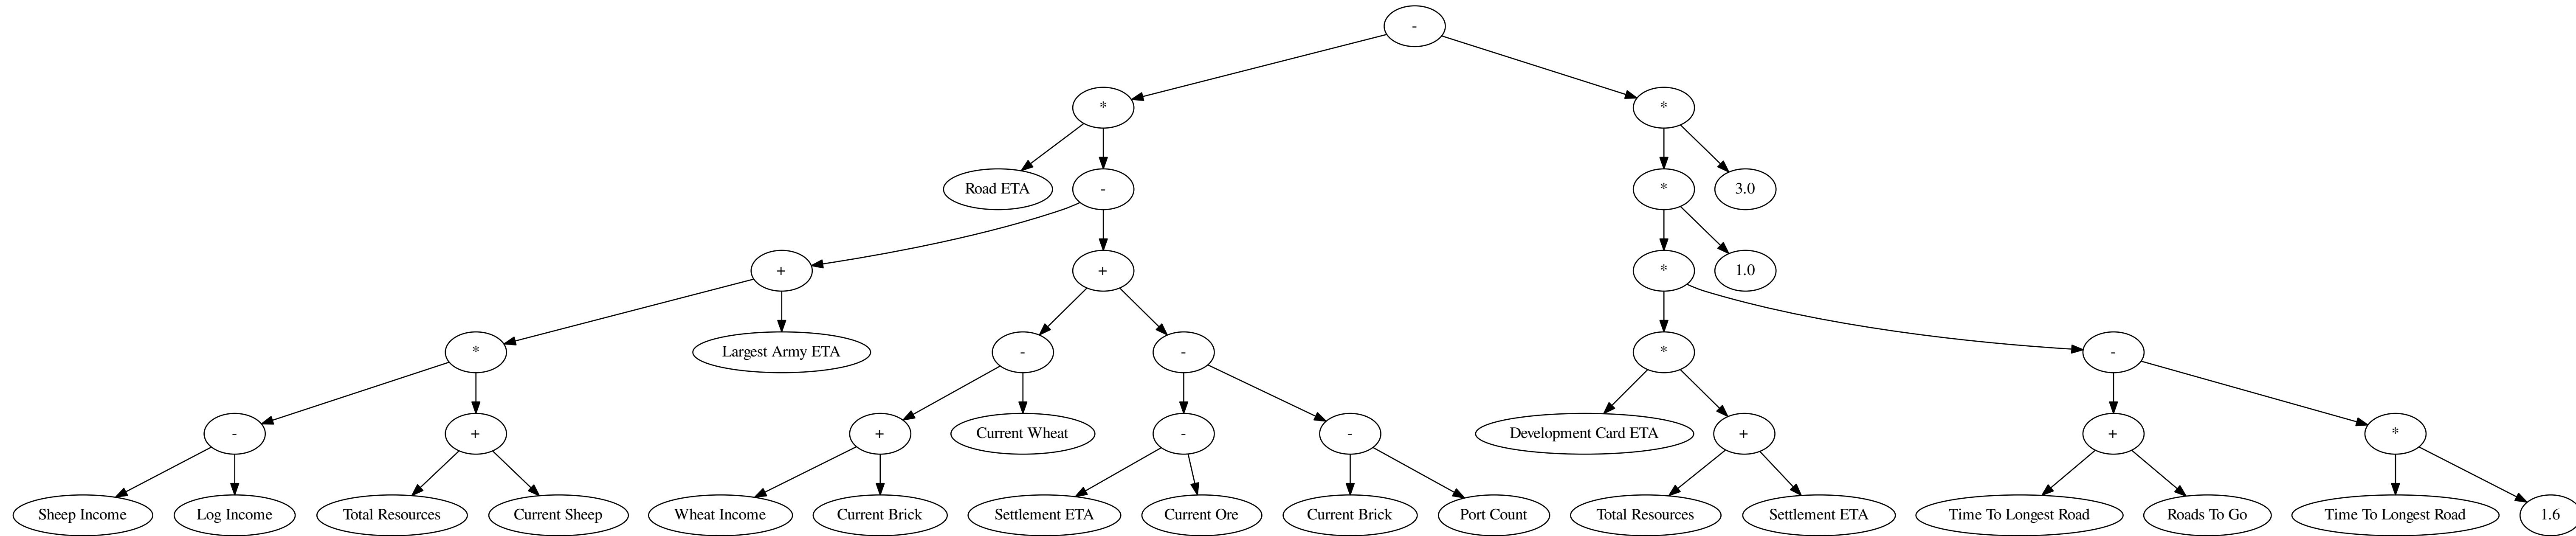 -
*
*
Road ETA
-
*
3.0
+
+
*
1.0
*
Largest Army ETA
-
-
*
-
-
+
+
Current Wheat
-
-
Development Card ETA
+
+
*
Sheep Income
Log Income
Total Resources
Current Sheep
Wheat Income
Current Brick
Settlement ETA
Current Ore
Current Brick
Port Count
Total Resources
Settlement ETA
Time To Longest Road
Roads To Go
Time To Longest Road
1.6